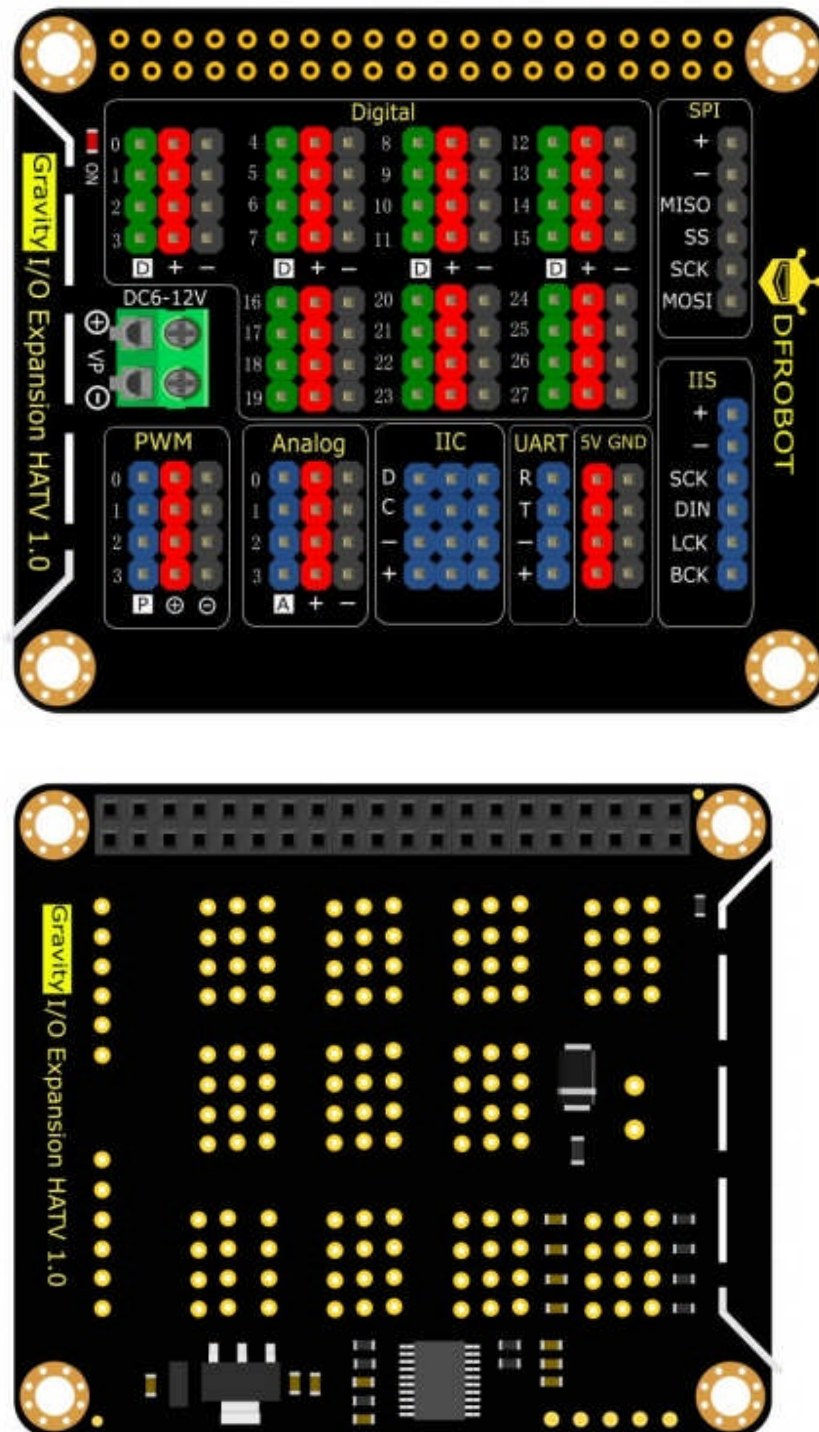 Digital
0 4 8 12
1 5 9 13
2 6 10 14
3 7 11 15
D + − D + − D + − D + −
ON
SPI
+
−
MISO
SS
SCK
MOSI
DC6-12V
⊕
VP
⊖
16 20 24
17 21 25
18 22 26
19 23 27
IIS
+
−
SCK
DIN
LCK
BCK
DFROBOT
PWM
0
1
2
3
P ⊕ ⊖
Analog
0
1
2
3
A + −
IIC
D
C
−
+
UART
R
T
−
+
5V GND
Gravity I/O Expansion HATV 1.0
Gravity I/O Expansion HATV 1.0